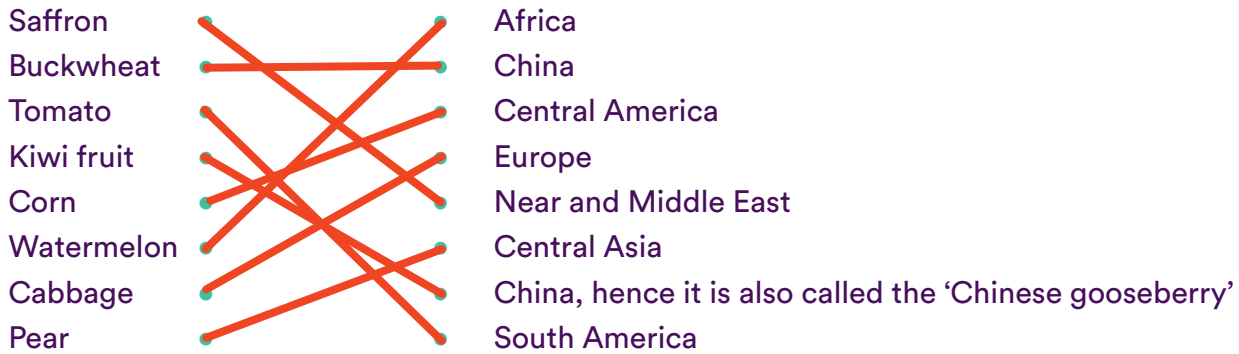 Saffron Africa
Buckwheat China
Tomato Central America
Kiwi fruit Europe
Corn Near and Middle East
Watermelon Central Asia
Cabbage China, hence it is also called the ‘Chinese gooseberry’
Pear South America